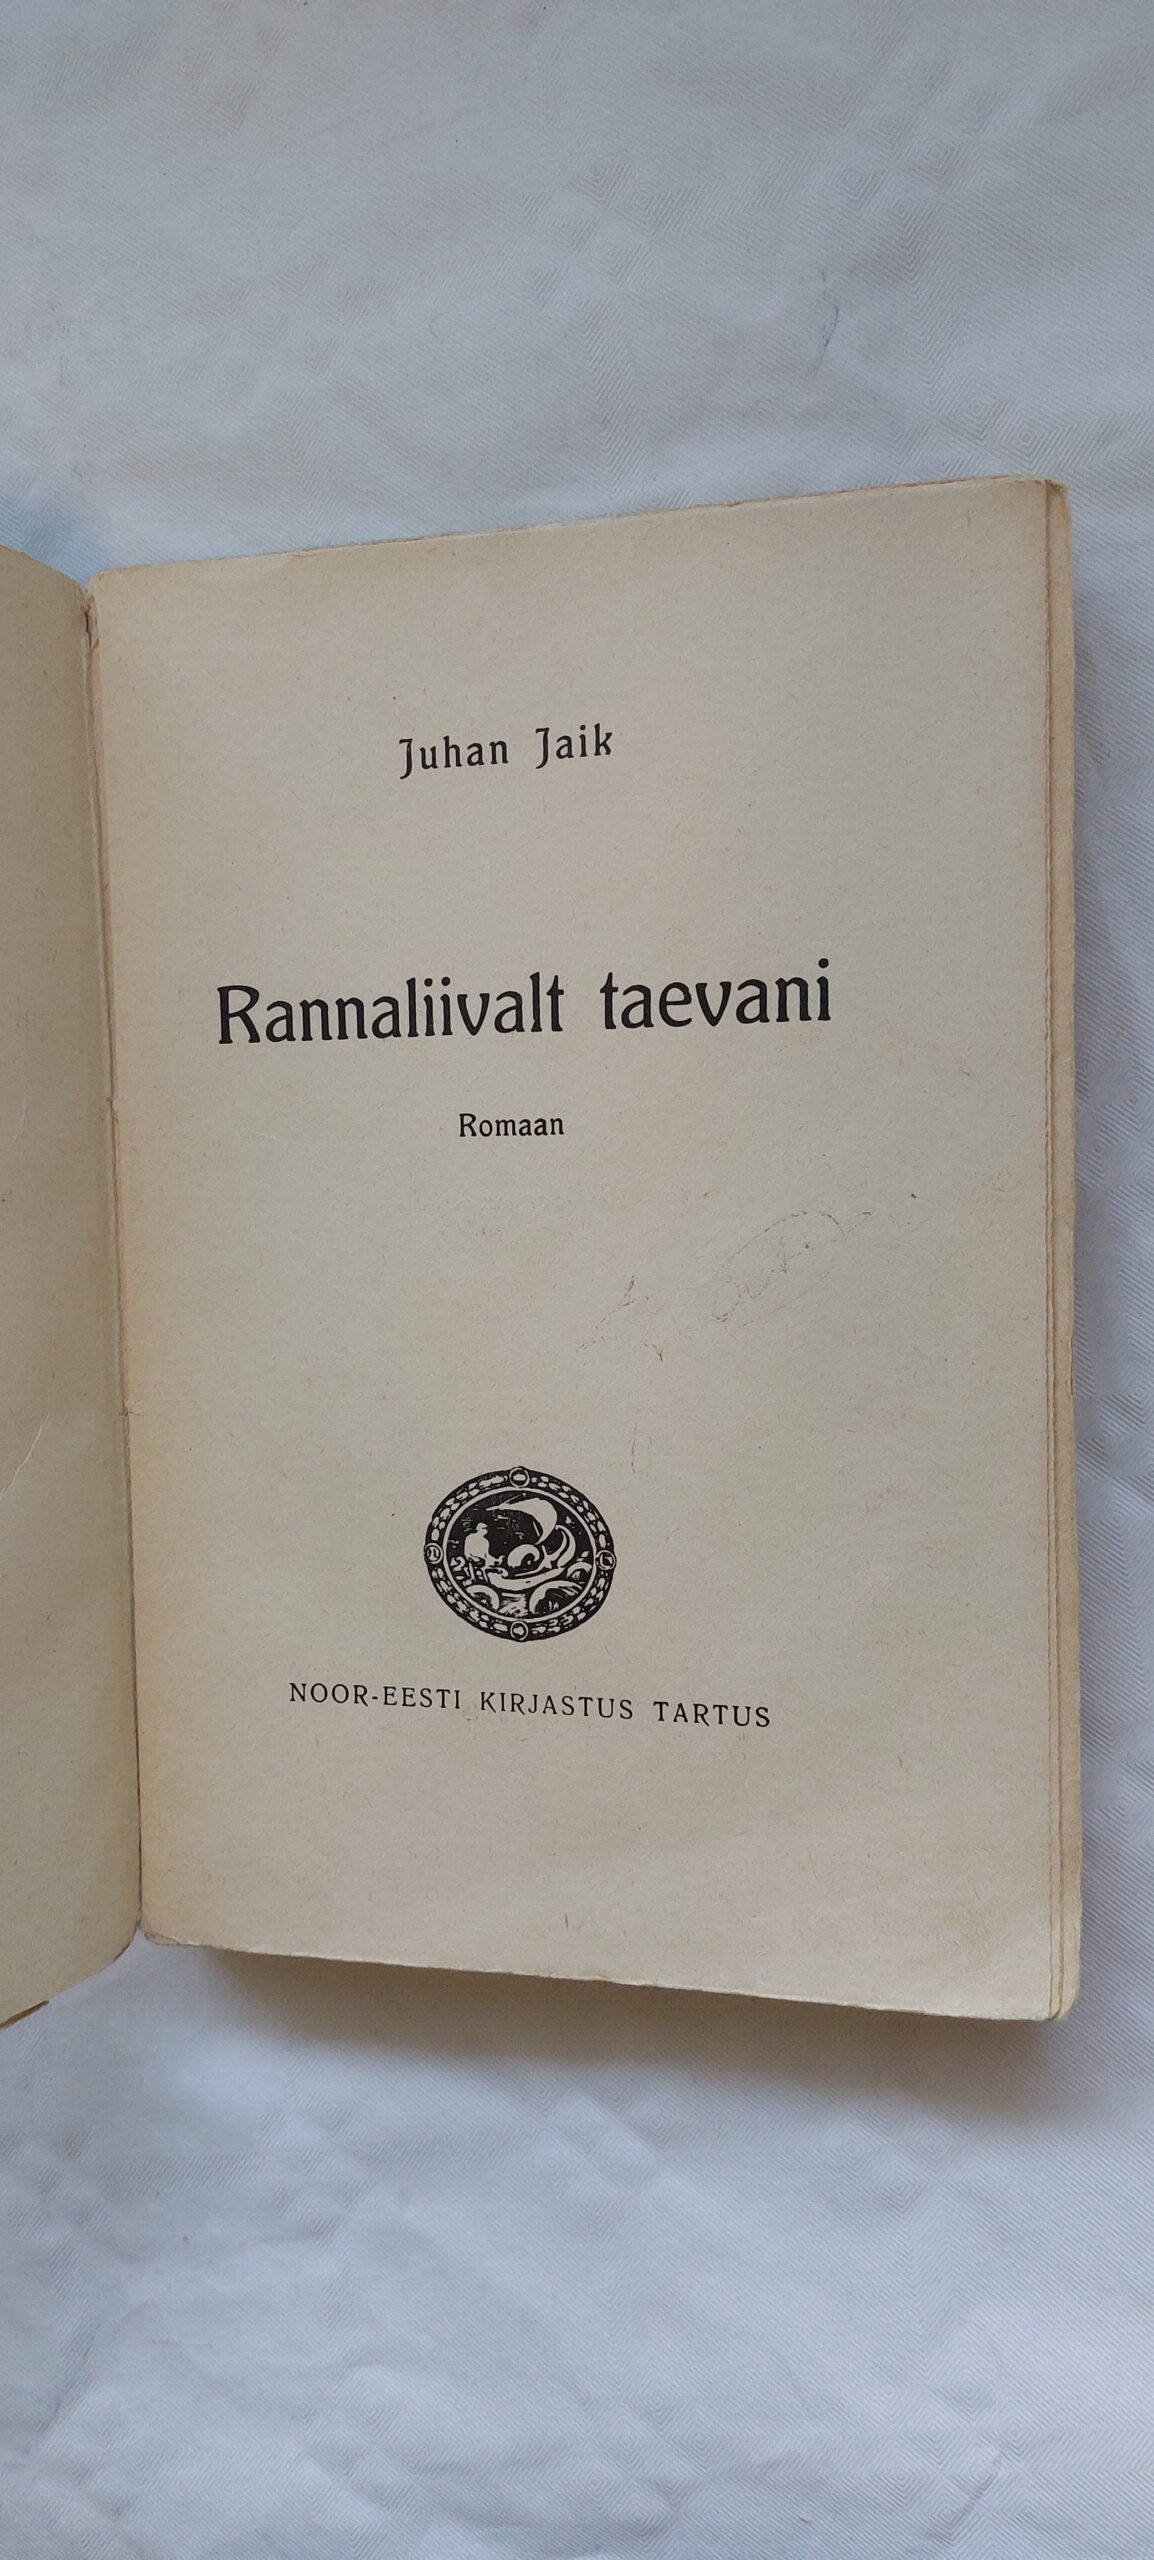 Juhan Jaik
Rannaliivalt taevani
Romaan
NOOR-EESTI KIRJASTUS TARTUS